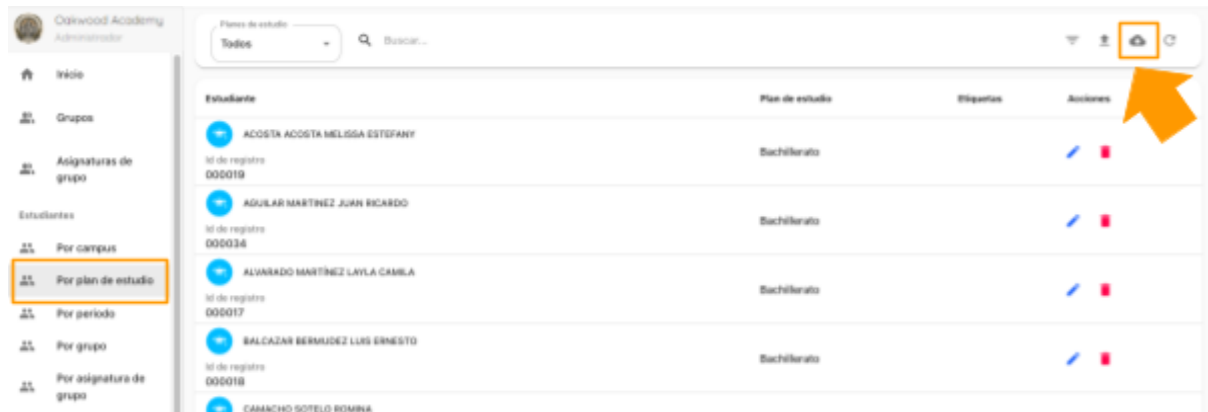 Oakwood Academy
Administrador
Inicio
Grupos
Asignaturas de
grupo
Estudiantes
Por campus
Por plan de estudio
Por periodo
Por grupo
Por asignatura de
grupo
Planes de estudio
Todos
Buscar...
Estudiante Plan de estudio Etiquetas Acciones
ACOSTA ACOSTA MELISSA ESTEFANY
Id de registro
000019
Bachillerato
AGUILAR MARTINEZ JUAN RICARDO
Id de registro
000034
Bachillerato
ALVARADO MARTÍNEZ LAYLA CAMILA
Id de registro
000017
Bachillerato
BALCAZAR BERMUDEZ LUIS ERNESTO
Id de registro
000018
Bachillerato
CAMACHO SOTELO ROMINA